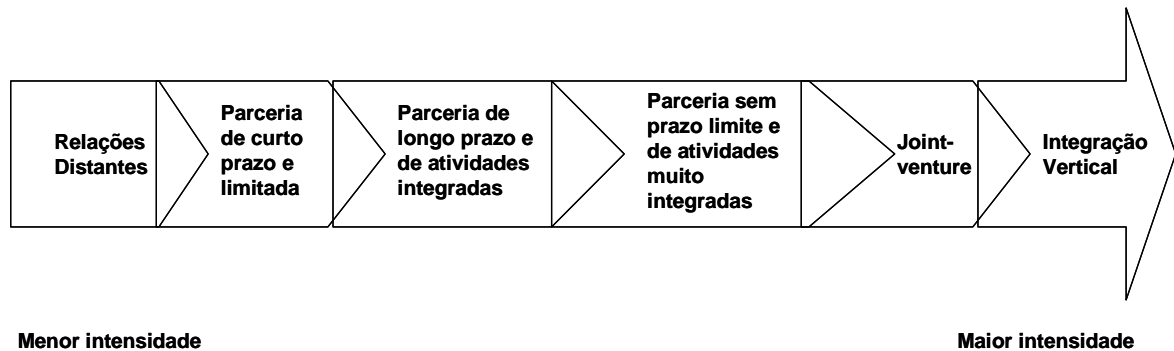 Relações
Distantes
Parceria
de curto
prazo e
limitada
Parceria de
longo prazo e
de atividades
integradas
Parceria sem
prazo limite e
de atividades
muito
integradas
Joint-
venture
Integração
Vertical
Menor intensidade
Maior intensidade